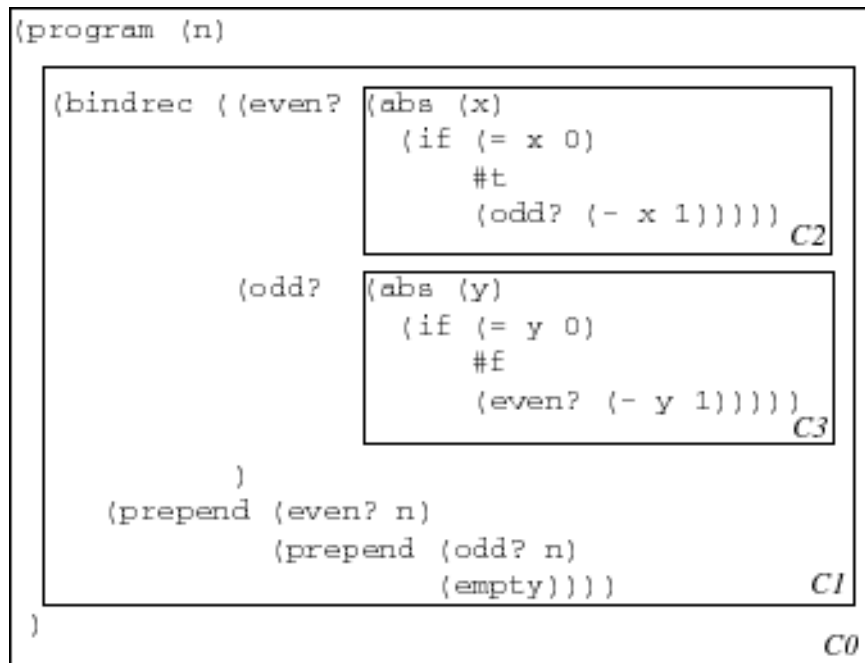 (program (n)
(bindrec ((even? (abs (x)
(if (= x 0)
#t
(odd? (- x 1)))))
C2
(odd? (abs (y)
(if (= y 0)
#f
(even? (- y 1)))))
C3
)
(prepend (even? n)
(prepend (odd? n)
(empty))))
C1
)
C0